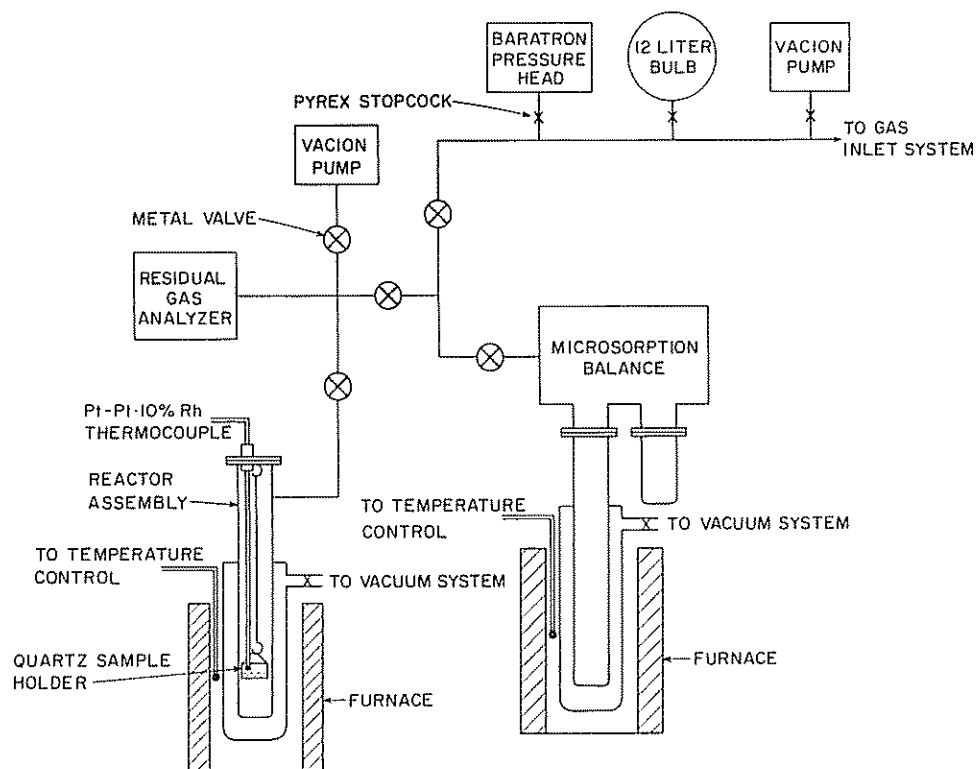 BARATRON
PRESSURE
HEAD
12 LITER
BULB
VACION
PUMP
PYREX STOPCOCK
TO GAS
INLET SYSTEM
VACION
PUMP
METAL VALVE
RESIDUAL
GAS
ANALYZER
MICROSORPTION
BALANCE
Pt-Pt·10% Rh
THERMOCOUPLE
REACTOR
ASSEMBLY
TO TEMPERATURE
CONTROL
TO VACUUM SYSTEM
TO TEMPERATURE
CONTROL
TO VACUUM SYSTEM
QUARTZ SAMPLE
HOLDER
FURNACE
FURNACE